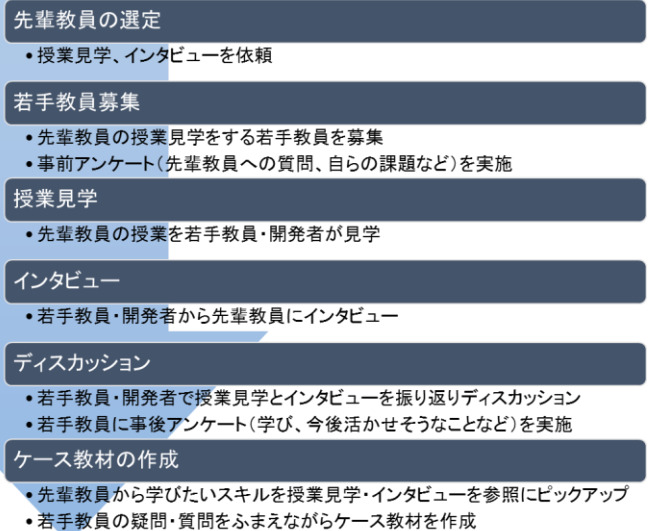 先輩教員の選定
•授業見学、インタビューを依頼
若手教員募集
•先輩教員の授業見学をする若手教員を募集
•事前アンケート(先輩教員への質問、自らの課題など)を実施
授業見学
•先輩教員の授業を若手教員・開発者が見学
インタビュー
•若手教員・開発者から先輩教員にインタビュー
ディスカッション
•若手教員・開発者で授業見学とインタビューを振り返りディスカッション
•若手教員に事後アンケート(学び、今後活かせそうなことなど)を実施
ケース教材の作成
•先輩教員から学びたいスキルを授業見学・インタビューを参照にピックアップ
•若手教員の疑問・質問をふまえながらケース教材を作成